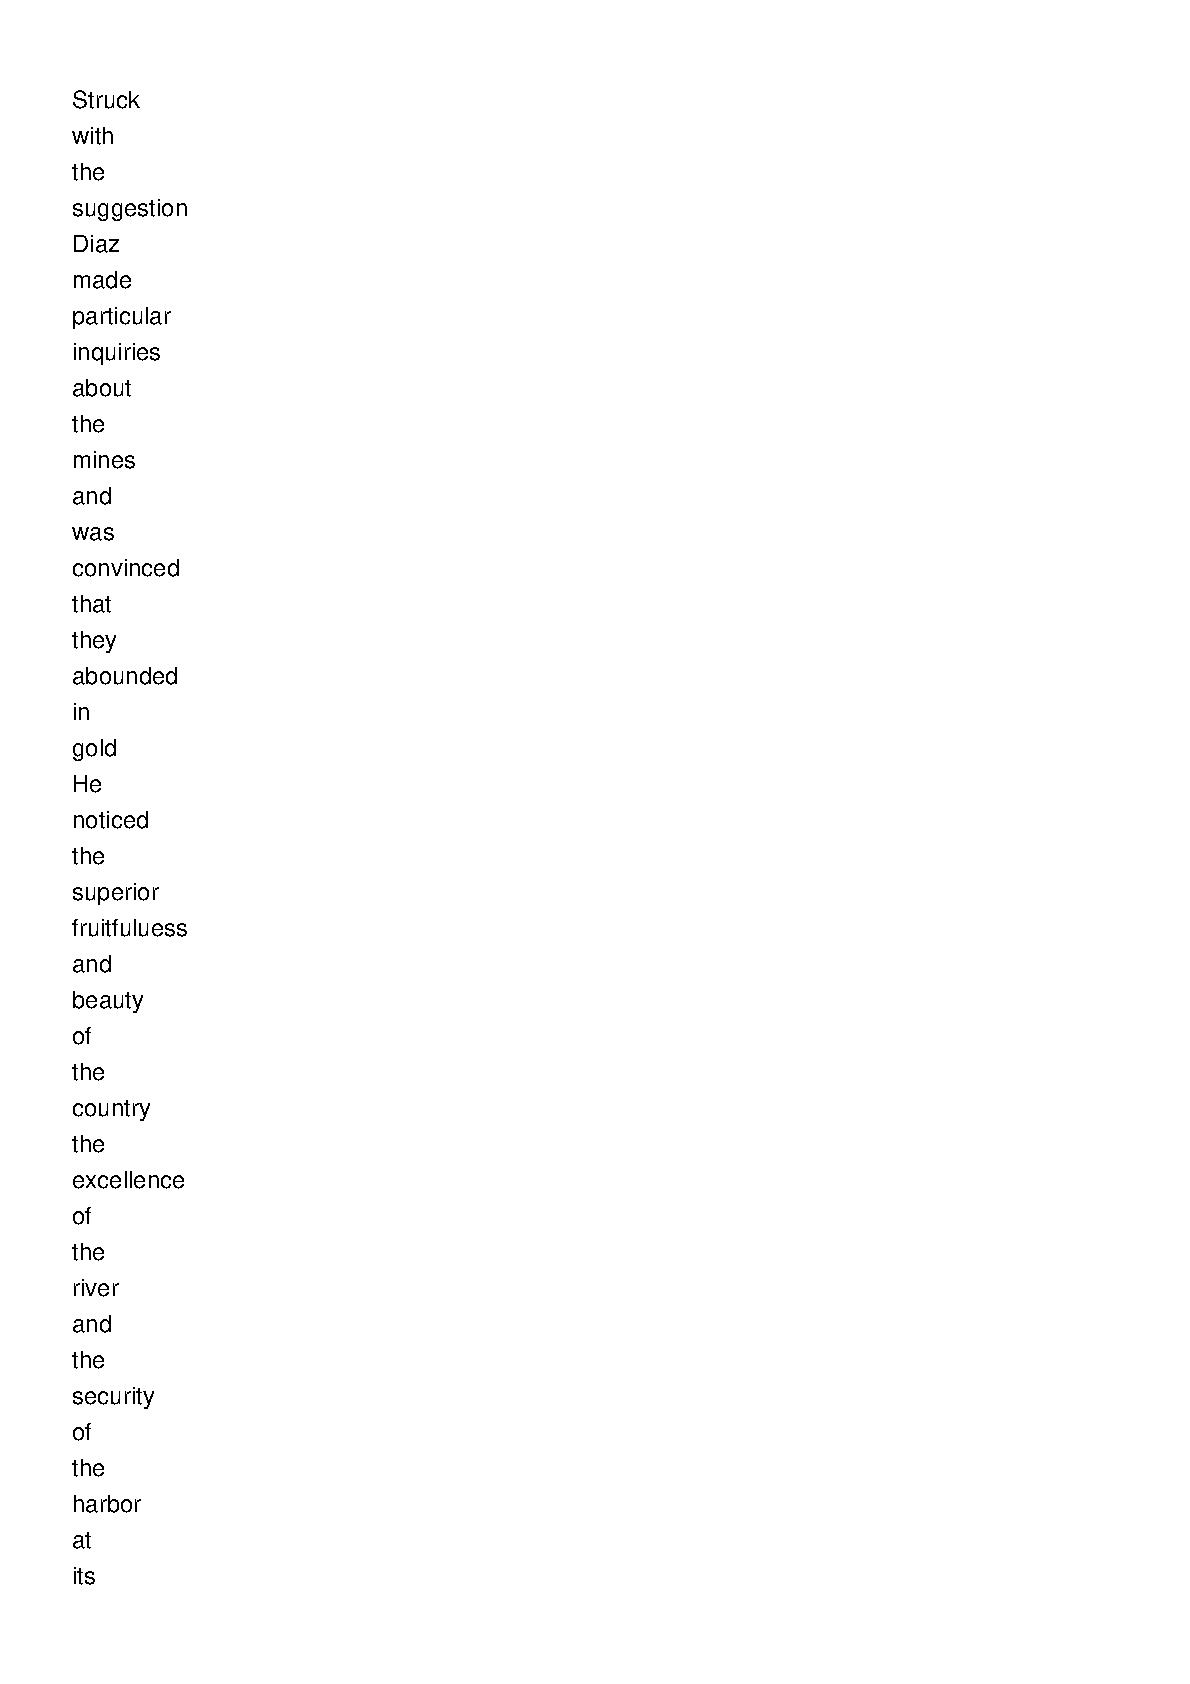 Struck
with
the
suggestion
Diaz
made
particular
inquiries
about
the
mines
and
was
convinced
that
they
abounded
in
gold
He
noticed
the
superior
fruitfuluess
and
beauty
of
the
country
the
excellence
of
the
river
and
the
security
of
the
harbor
at
its